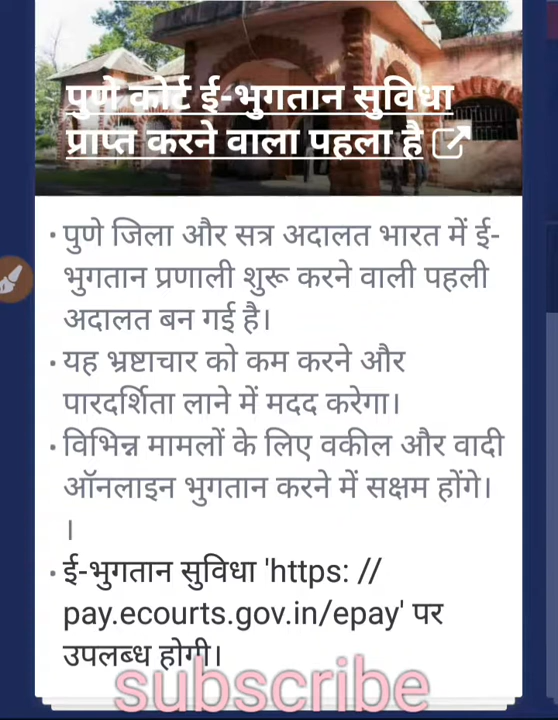 पुणे कोर्ट ई-भुगतान सुविधा
प्राप्त करने वाला पहला है
• पुणे जिला और सत्र अदालत भारत में ई-
भुगतान प्रणाली शुरू करने वाली पहली
अदालत बन गई है।
• यह भ्रष्टाचार को कम करने और
पारदर्शिता लाने में मदद करेगा।
• विभिन्न मामलों के लिए वकील और वादी
ऑनलाइन भुगतान करने में सक्षम होंगे।
।
• ई-भुगतान सुविधा 'https: //
pay.ecourts.gov.in/epay' पर
उपलब्ध होगी।
subscribe